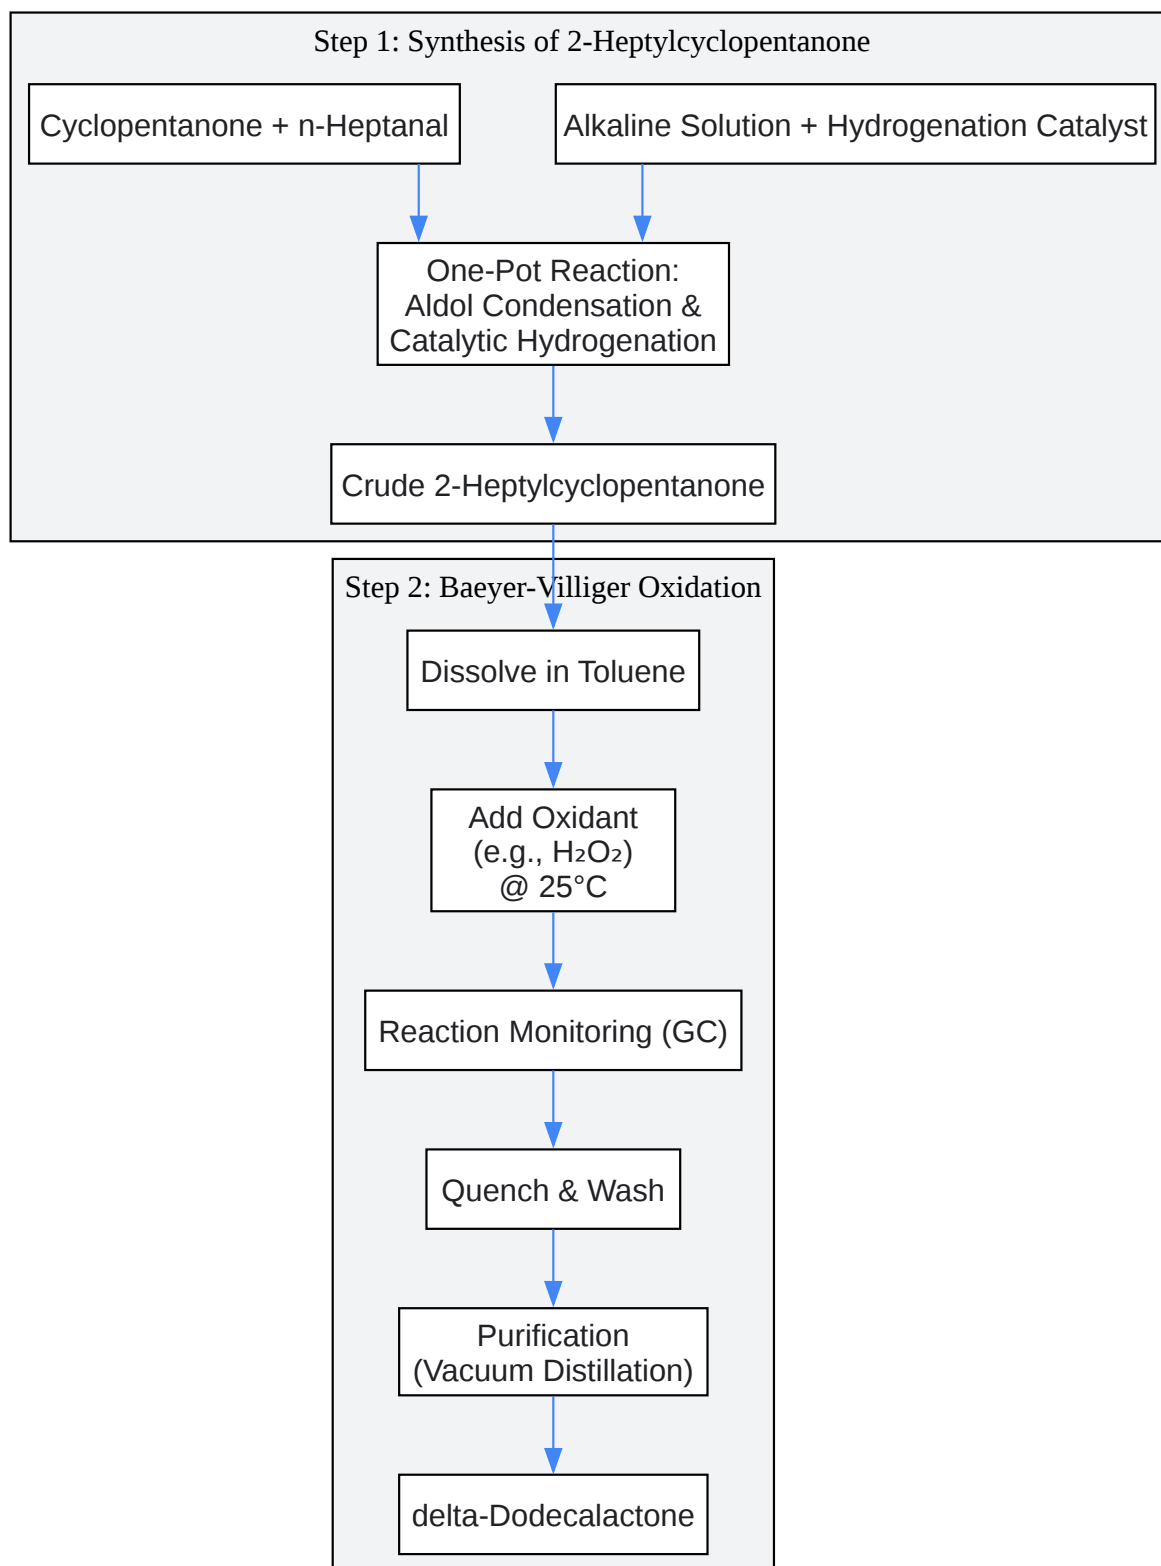 Step 1: Synthesis of 2-Heptylcyclopentanone
Cyclopentanone + n-Heptanal
Alkaline Solution + Hydrogenation Catalyst
One-Pot Reaction:
Aldol Condensation &
Catalytic Hydrogenation
Crude 2-Heptylcyclopentanone
Step 2: Baeyer-Villiger Oxidation
Dissolve in Toluene
Add Oxidant
(e.g., H₂O₂)
@ 25°C
Reaction Monitoring (GC)
Quench & Wash
Purification
(Vacuum Distillation)
delta-Dodecalactone